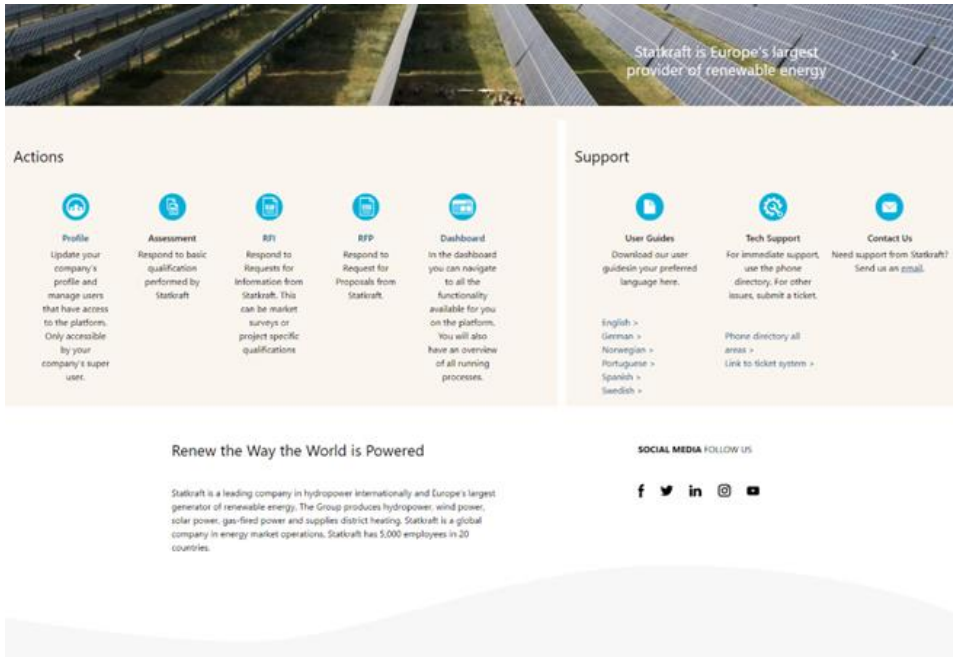 Statkraft is Europe's largest
provider of renewable energy
Actions
Profile
Update your
company's
profile and
manage users
that have access
to the platform.
Only accessible
by your
company's super
user.
Assessment
Respond to basic
qualification
performed by
Statkraft
RFI
Respond to
Requests for
Information from
Statkraft. This
can be market
surveys or
project specific
qualifications
RFP
Respond to
Request for
Proposals from
Statkraft
Dashboard
In the dashboard
you can navigate
to all the
functionality
available for you
on the platform.
You will also
have an overview
of all running
processes.
Support
User Guides
Download our user
guidesin your preferred
language here.
English >
German >
Norwegian >
Portuguese >
Spanish >
Swedish >
Tech Support
For immediate support,
use the phone
directory. For other
issues, submit a ticket.
Phone directory all
areas >
Link to ticket system >
Contact Us
Need support from Statkraft?
Send us an email.
Renew the Way the World is Powered
Statkraft is a leading company in hydropower internationally and Europe's largest
generator of renewable energy. The Group produces hydropower, wind power,
solar power, gas-fired power and supplies district heating. Statkraft is a global
company in energy market operations. Statkraft has 5,000 employees in 20
countries.
SOCIAL MEDIA FOLLOW US